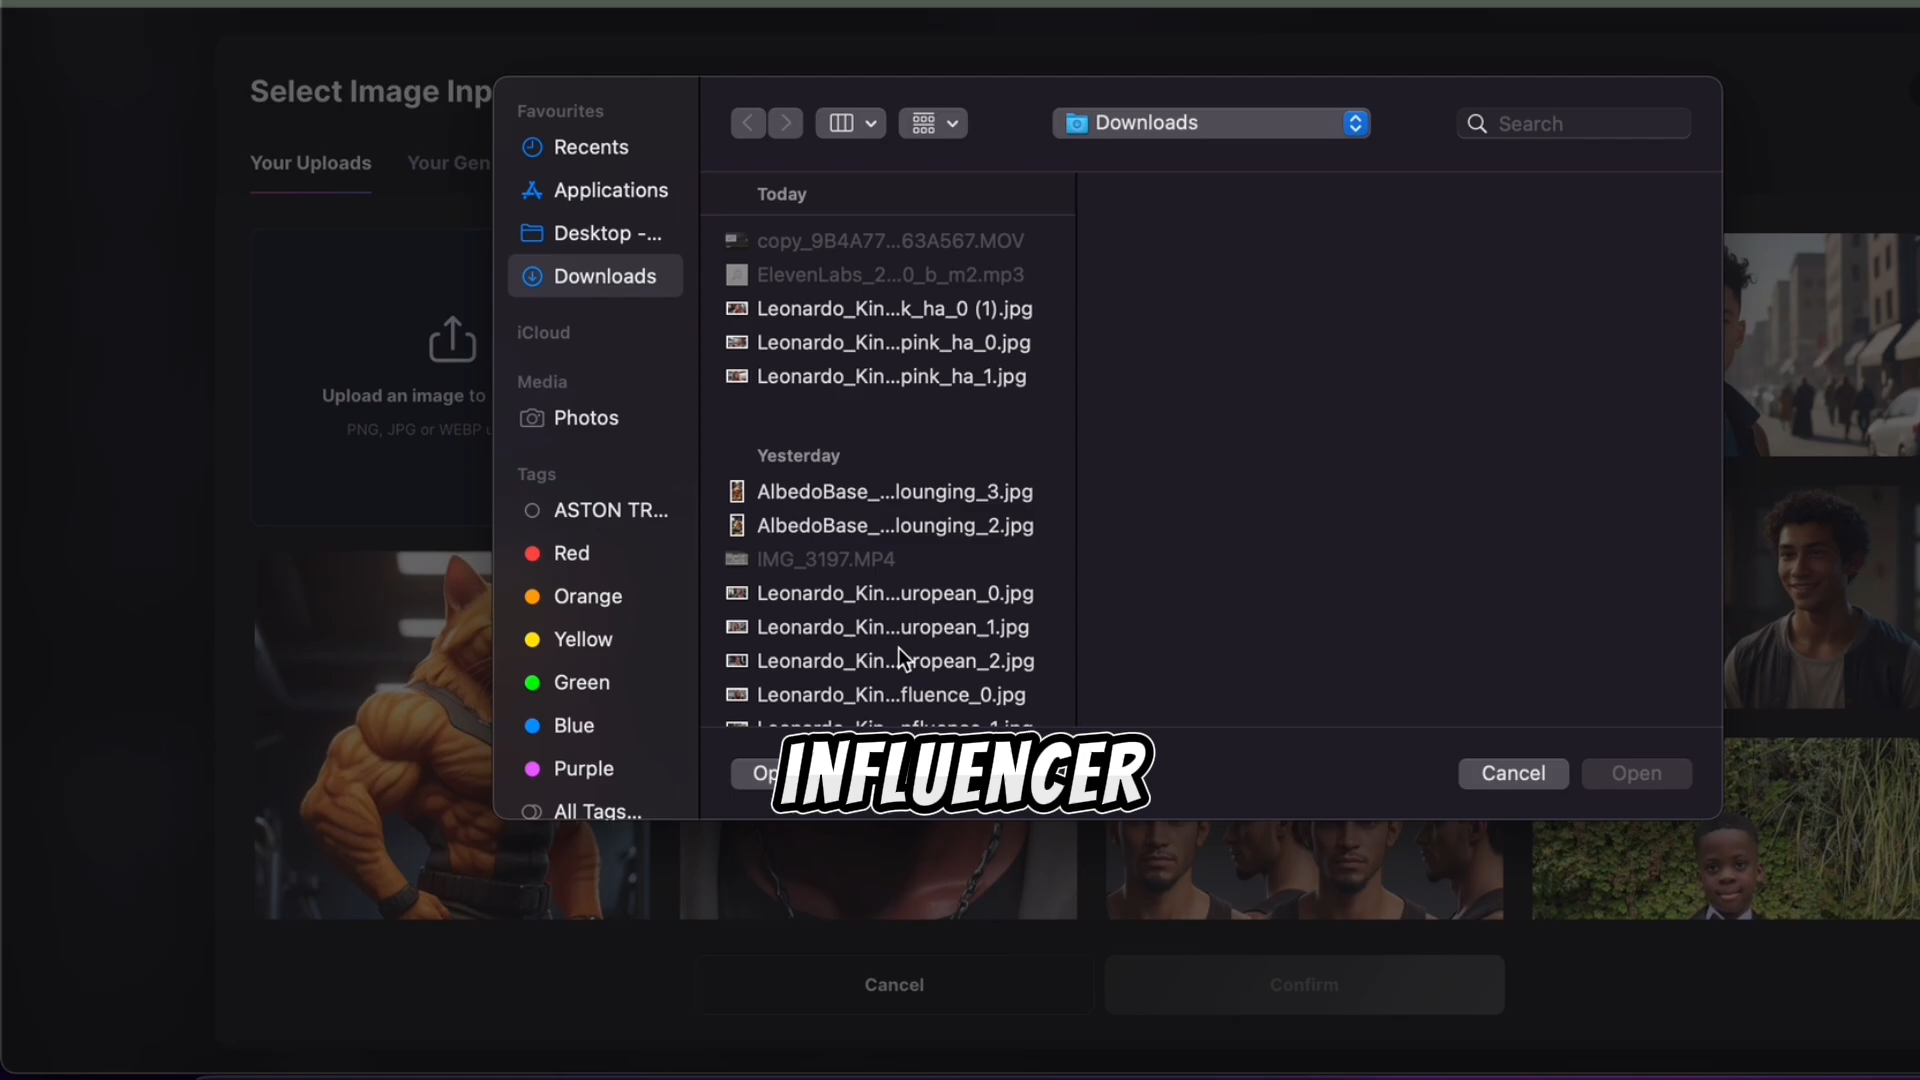 Select Image Inp
Your Uploads
Your Gen
Upload an image to
PNG, JPG or WEBP u
Favourites
Recents
Applications
Desktop -...
Downloads
iCloud
Media
Photos
Tags
ASTON TR...
Red
Orange
Yellow
Green
Blue
Purple
All Tags...
Downloads
Search
Today
copy_9B4A77...63A567.MOV
ElevenLabs_2...0_b_m2.mp3
Leonardo_Kin...k_ha_0 (1).jpg
Leonardo_Kin...pink_ha_0.jpg
Leonardo_Kin...pink_ha_1.jpg
Yesterday
AlbedoBase_...lounging_3.jpg
AlbedoBase_...lounging_2.jpg
IMG_3197.MP4
Leonardo_Kin...uropean_0.jpg
Leonardo_Kin...uropean_1.jpg
Leonardo_Kin...ropean_2.jpg
Leonardo_Kin...fluence_0.jpg
INFLUENCER
Cancel
Open
Cancel
Confirm